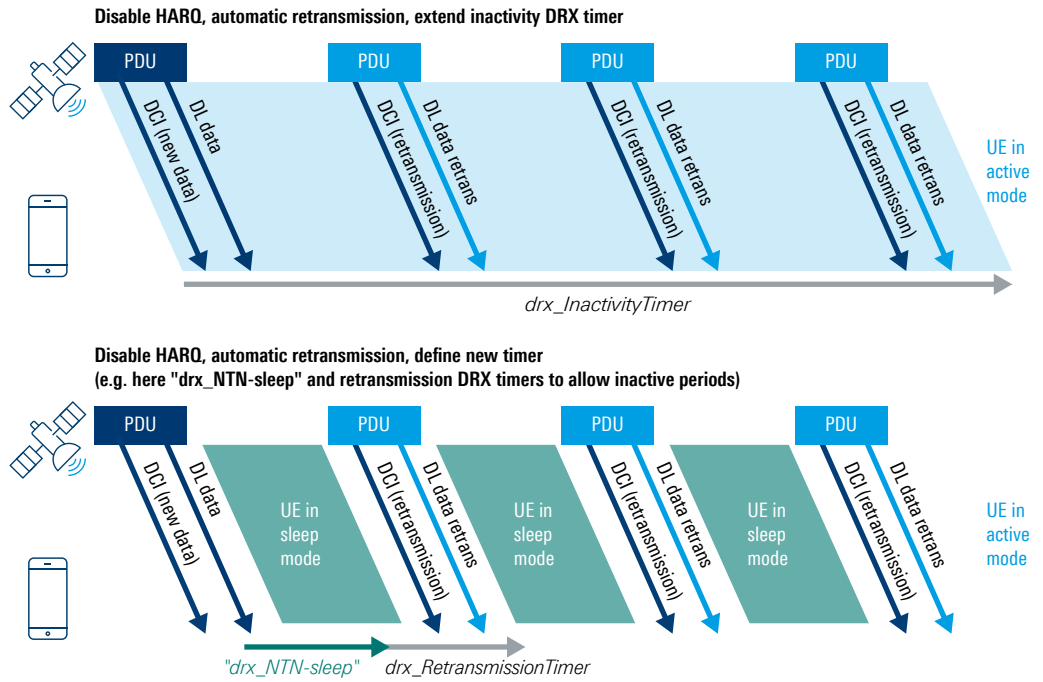 Disable HARQ, automatic retransmission, extend inactivity DRX timer
PDU
PDU
PDU
PDU
DCI (new data)
DL data
DCI (retransmission)
DL data retrans
DCI (retransmission)
DL data retrans
DCI (retransmission)
DL data retrans
UE in
active
mode
drx_InactivityTimer
Disable HARQ, automatic retransmission, define new timer
(e.g. here "drx_NTN-sleep" and retransmission DRX timers to allow inactive periods)
PDU
PDU
PDU
PDU
DCI (new data)
DL data
UE in
sleep
mode
DCI (retransmission)
DL data retrans
UE in
sleep
mode
DCI (retransmission)
DL data retrans
UE in
sleep
mode
DCI (retransmission)
DL data retrans
UE in
active
mode
"drx_NTN-sleep"
drx_RetransmissionTimer